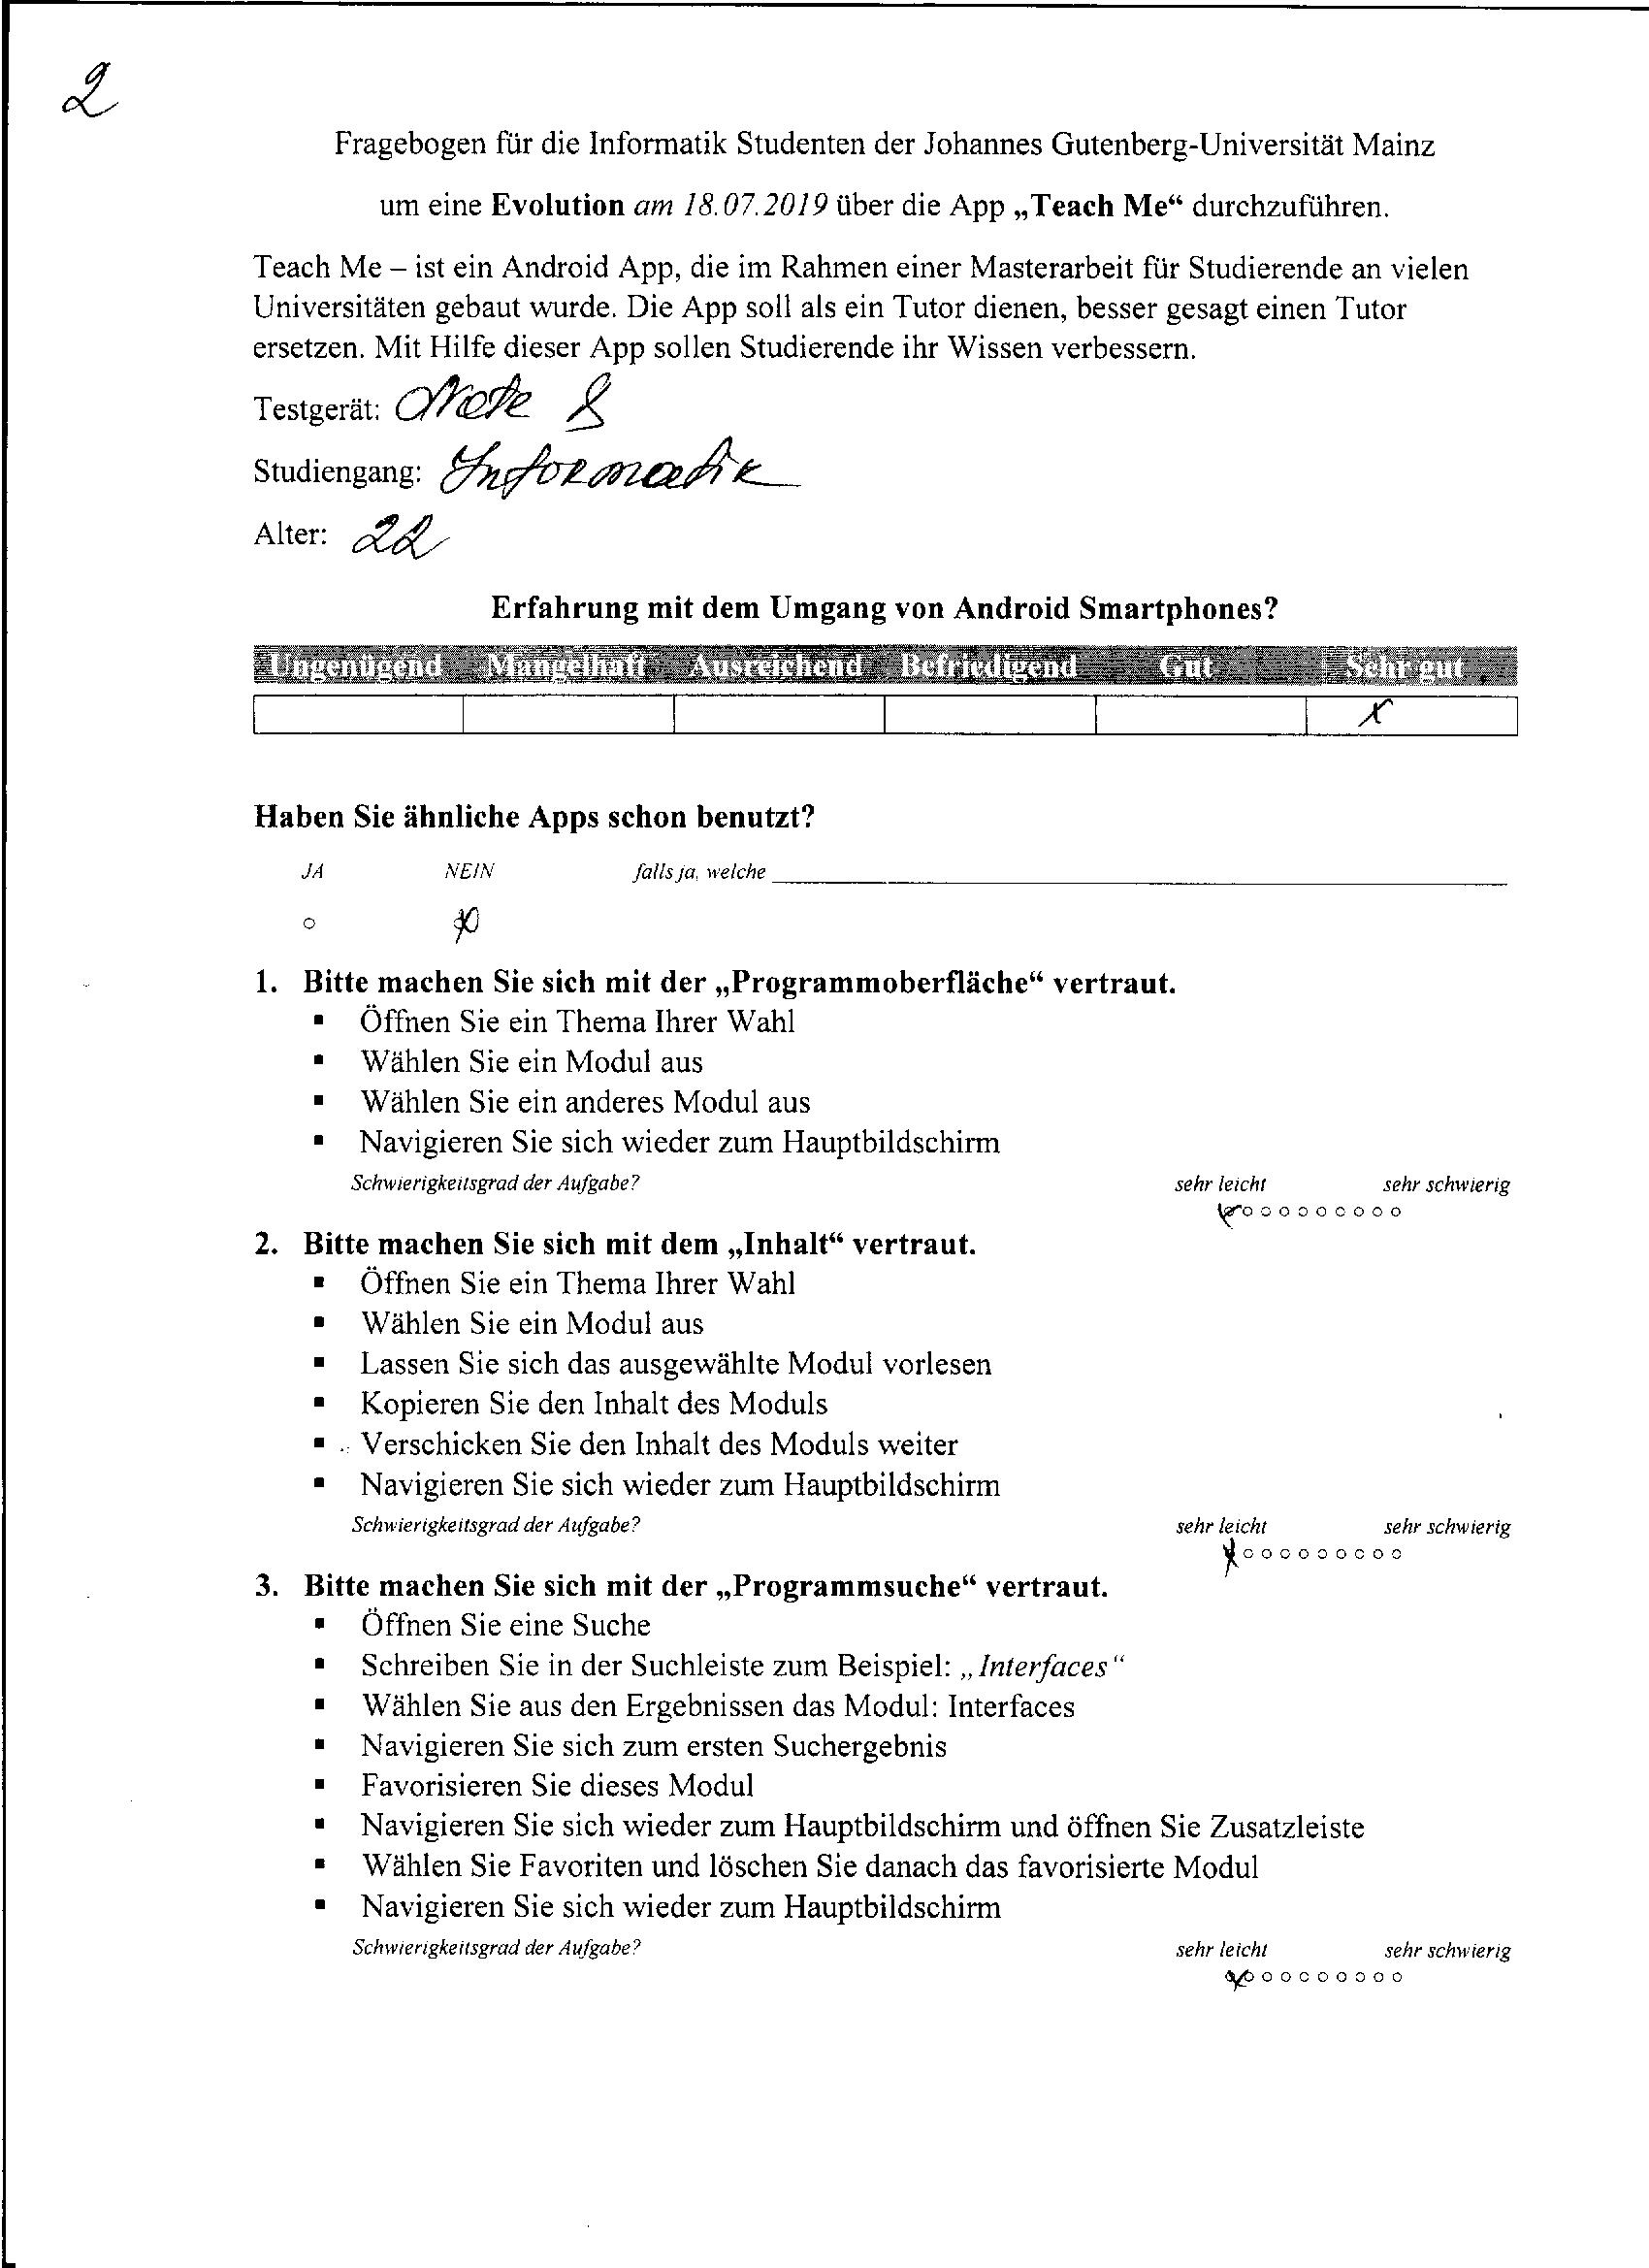 2
Fragebogen für die Informatik Studenten der Johannes Gutenberg-Universität Mainz
um eine Evolution am 18.07.2019 über die App „Teach Me“ durchzuführen.
Teach Me – ist ein Android App, die im Rahmen einer Masterarbeit für Studierende an vielen
Universitäten gebaut wurde. Die App soll als ein Tutor dienen, besser gesagt einen Tutor
ersetzen. Mit Hilfe dieser App sollen Studierende ihr Wissen verbessern.
Testgerät: Note 8
Studiengang: Informatik
Alter: 22
Erfahrung mit dem Umgang von Android Smartphones?
Ungenügend Mangelhaft Ausreichend Befriedigend Gut Sehr gut
x
Haben Sie ähnliche Apps schon benutzt?
JA NEIN falls ja, welche
1. Bitte machen Sie sich mit der „Programmoberfläche“ vertraut.
▪ Öffnen Sie ein Thema Ihrer Wahl
▪ Wählen Sie ein Modul aus
▪ Wählen Sie ein anderes Modul aus
▪ Navigieren Sie sich wieder zum Hauptbildschirm
Schwierigkeitsgrad der Aufgabe? sehr leicht sehr schwierig
2. Bitte machen Sie sich mit dem „Inhalt“ vertraut.
▪ Öffnen Sie ein Thema Ihrer Wahl
▪ Wählen Sie ein Modul aus
▪ Lassen Sie sich das ausgewählte Modul vorlesen
▪ Kopieren Sie den Inhalt des Moduls
▪ Verschicken Sie den Inhalt des Moduls weiter
▪ Navigieren Sie sich wieder zum Hauptbildschirm
Schwierigkeitsgrad der Aufgabe? sehr leicht sehr schwierig
3. Bitte machen Sie sich mit der „Programmsuche“ vertraut.
▪ Öffnen Sie eine Suche
▪ Schreiben Sie in der Suchleiste zum Beispiel: „Interfaces“
▪ Wählen Sie aus den Ergebnissen das Modul: Interfaces
▪ Navigieren Sie sich zum ersten Suchergebnis
▪ Favorisieren Sie dieses Modul
▪ Navigieren Sie sich wieder zum Hauptbildschirm und öffnen Sie Zusatzleiste
▪ Wählen Sie Favoriten und löschen Sie danach das favorisierte Modul
▪ Navigieren Sie sich wieder zum Hauptbildschirm
Schwierigkeitsgrad der Aufgabe? sehr leicht sehr schwierig